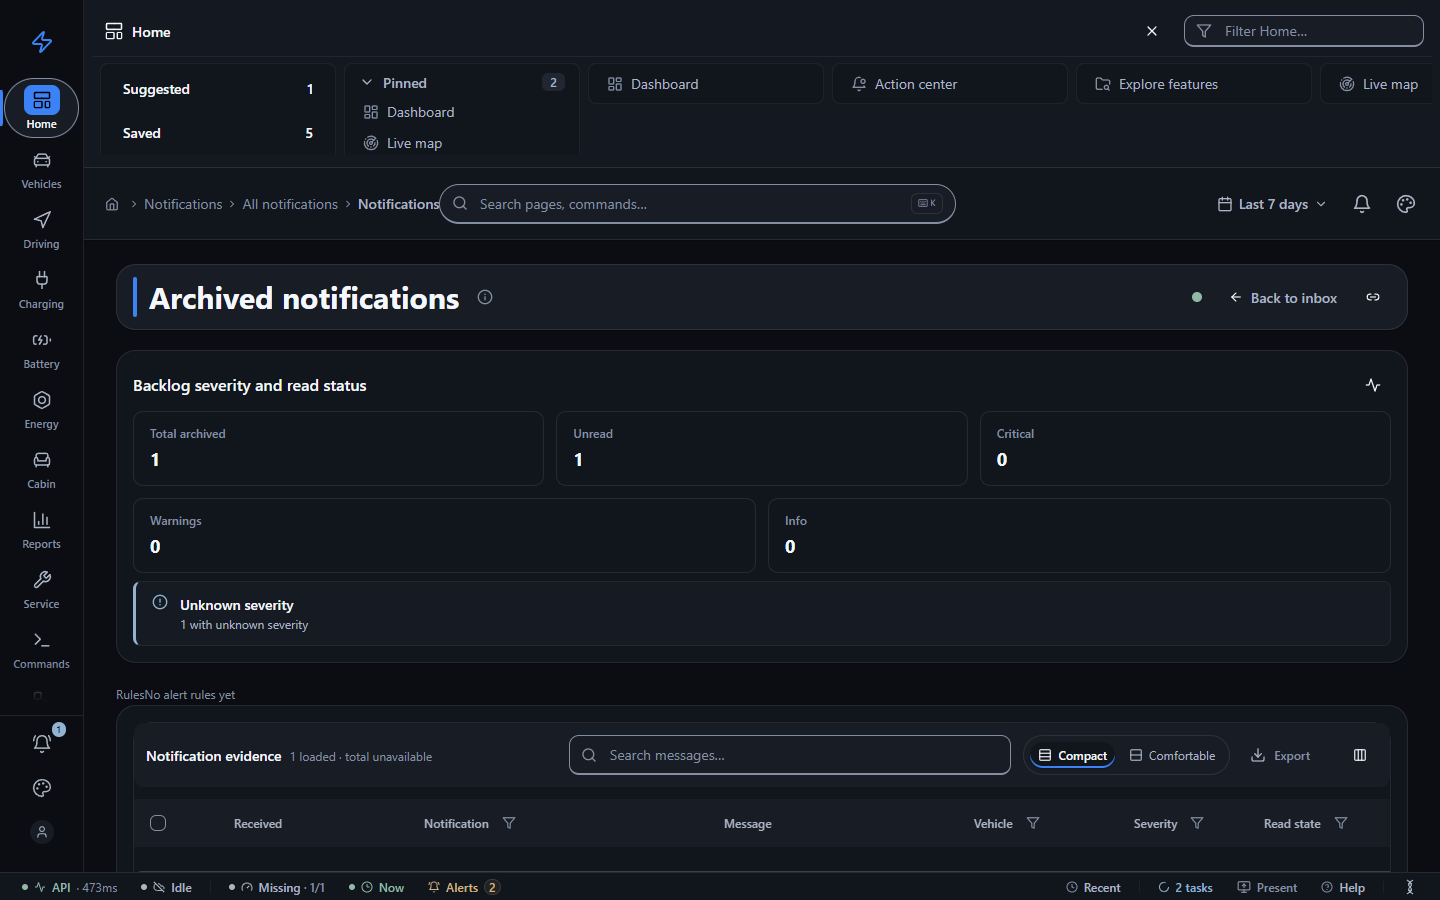 Home
Filter Home...
Suggested 1
Saved 5
Pinned 2
Dashboard
Live map
Dashboard
Action center
Explore features
Live map
Home
Vehicles
Driving
Charging
Battery
Energy
Cabin
Reports
Service
Commands
1
Notifications
All notifications
Notifications
Search pages, commands...
K
Last 7 days
Archived notifications
Back to inbox
Backlog severity and read status
Total archived
1
Unread
1
Critical
0
Warnings
0
Info
0
Unknown severity
1 with unknown severity
RulesNo alert rules yet
Notification evidence 1 loaded · total unavailable
Search messages...
Compact
Comfortable
Export
Received Notification Message Vehicle Severity Read state
API · 473ms
Idle
Missing · 1/1
Now
Alerts 2
Recent
2 tasks
Present
Help